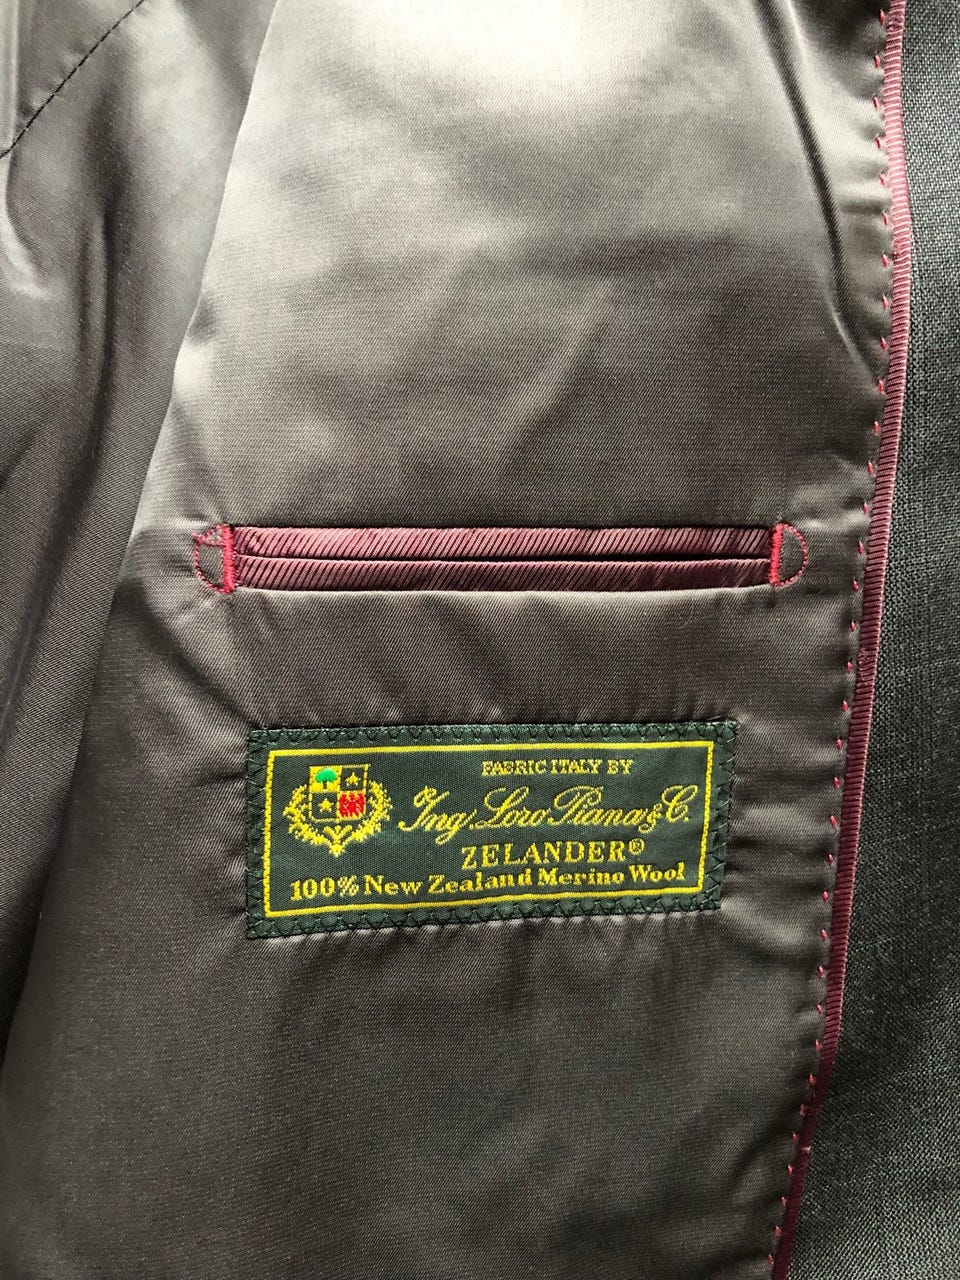 FABRIC ITALY BY
Ing. Loro Piana & C.
ZELANDER®
100% New Zealand Merino Wool